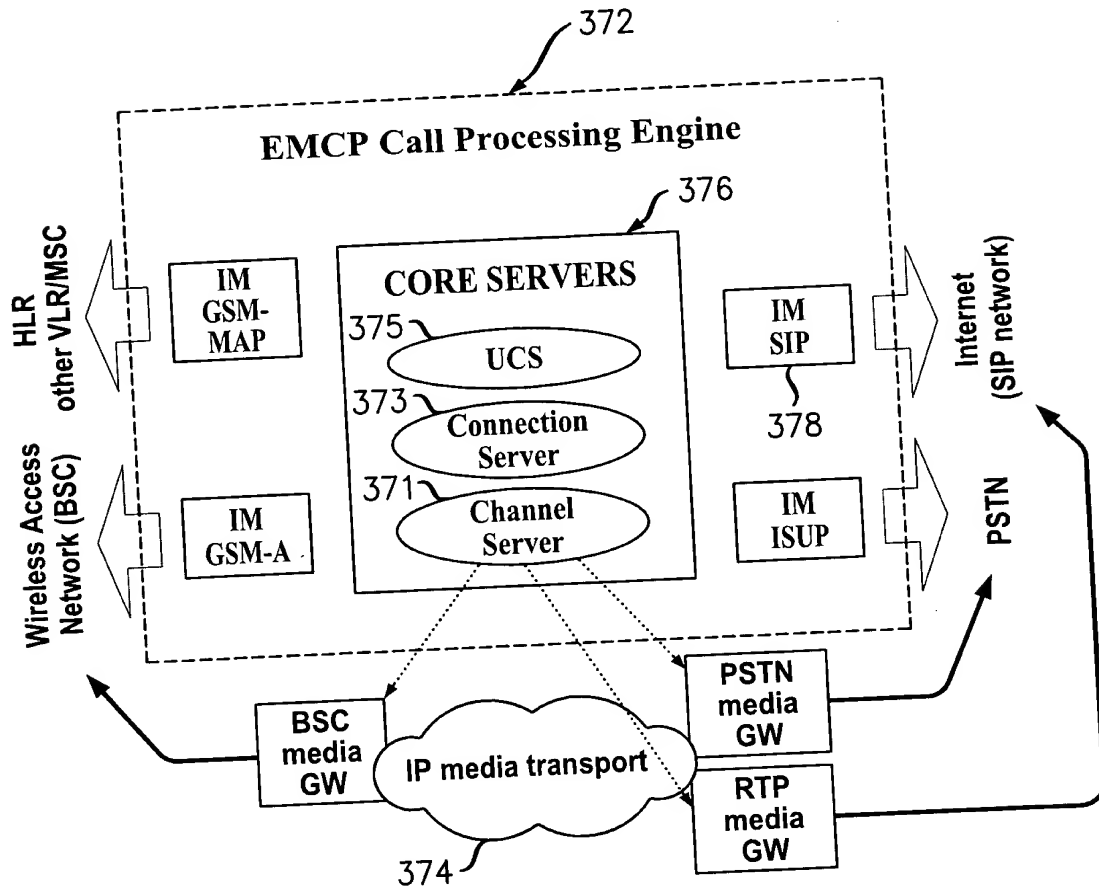 372
EMCP Call Processing Engine
376
HLR
other VLR/MSC
IM
GSM-
MAP
CORE SERVERS
375
UCS
373
Connection
Server
371
Channel
Server
IM
SIP
378
Internet
(SIP network)
Wireless Access
Network (BSC)
IM
GSM-A
IM
ISUP
PSTN
BSC
media
GW
IP media transport
PSTN
media
GW
RTP
media
GW
374